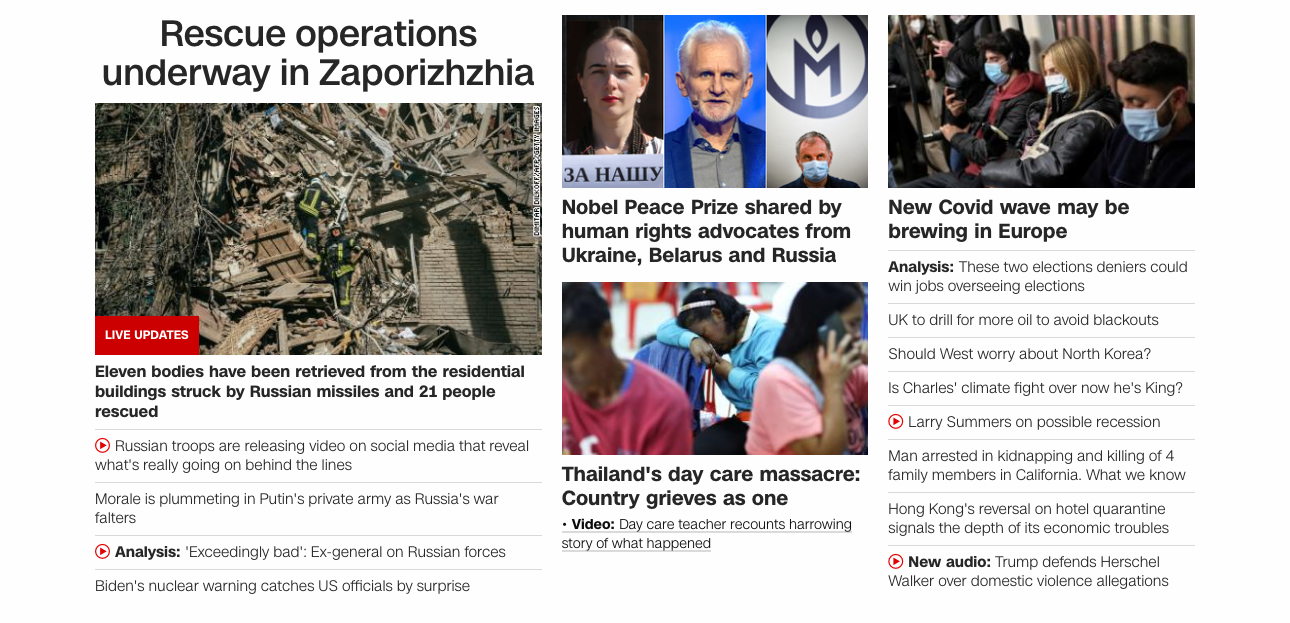 Rescue operations
underway in Zaporizhzhia
DIMITAR DILKOFF/AFP/GETTY IMAGES
LIVE UPDATES
Eleven bodies have been retrieved from the residential
buildings struck by Russian missiles and 21 people
rescued
Russian troops are releasing video on social media that reveal
what's really going on behind the lines
Morale is plummeting in Putin's private army as Russia's war
falters
Analysis: 'Exceedingly bad': Ex-general on Russian forces
Biden's nuclear warning catches US officials by surprise
ЗА НАШУ
M
Nobel Peace Prize shared by
human rights advocates from
Ukraine, Belarus and Russia
Thailand's day care massacre:
Country grieves as one
• Video: Day care teacher recounts harrowing
story of what happened
New Covid wave may be
brewing in Europe
Analysis: These two elections deniers could
win jobs overseeing elections
UK to drill for more oil to avoid blackouts
Should West worry about North Korea?
Is Charles' climate fight over now he's King?
Larry Summers on possible recession
Man arrested in kidnapping and killing of 4
family members in California. What we know
Hong Kong's reversal on hotel quarantine
signals the depth of its economic troubles
New audio: Trump defends Herschel
Walker over domestic violence allegations